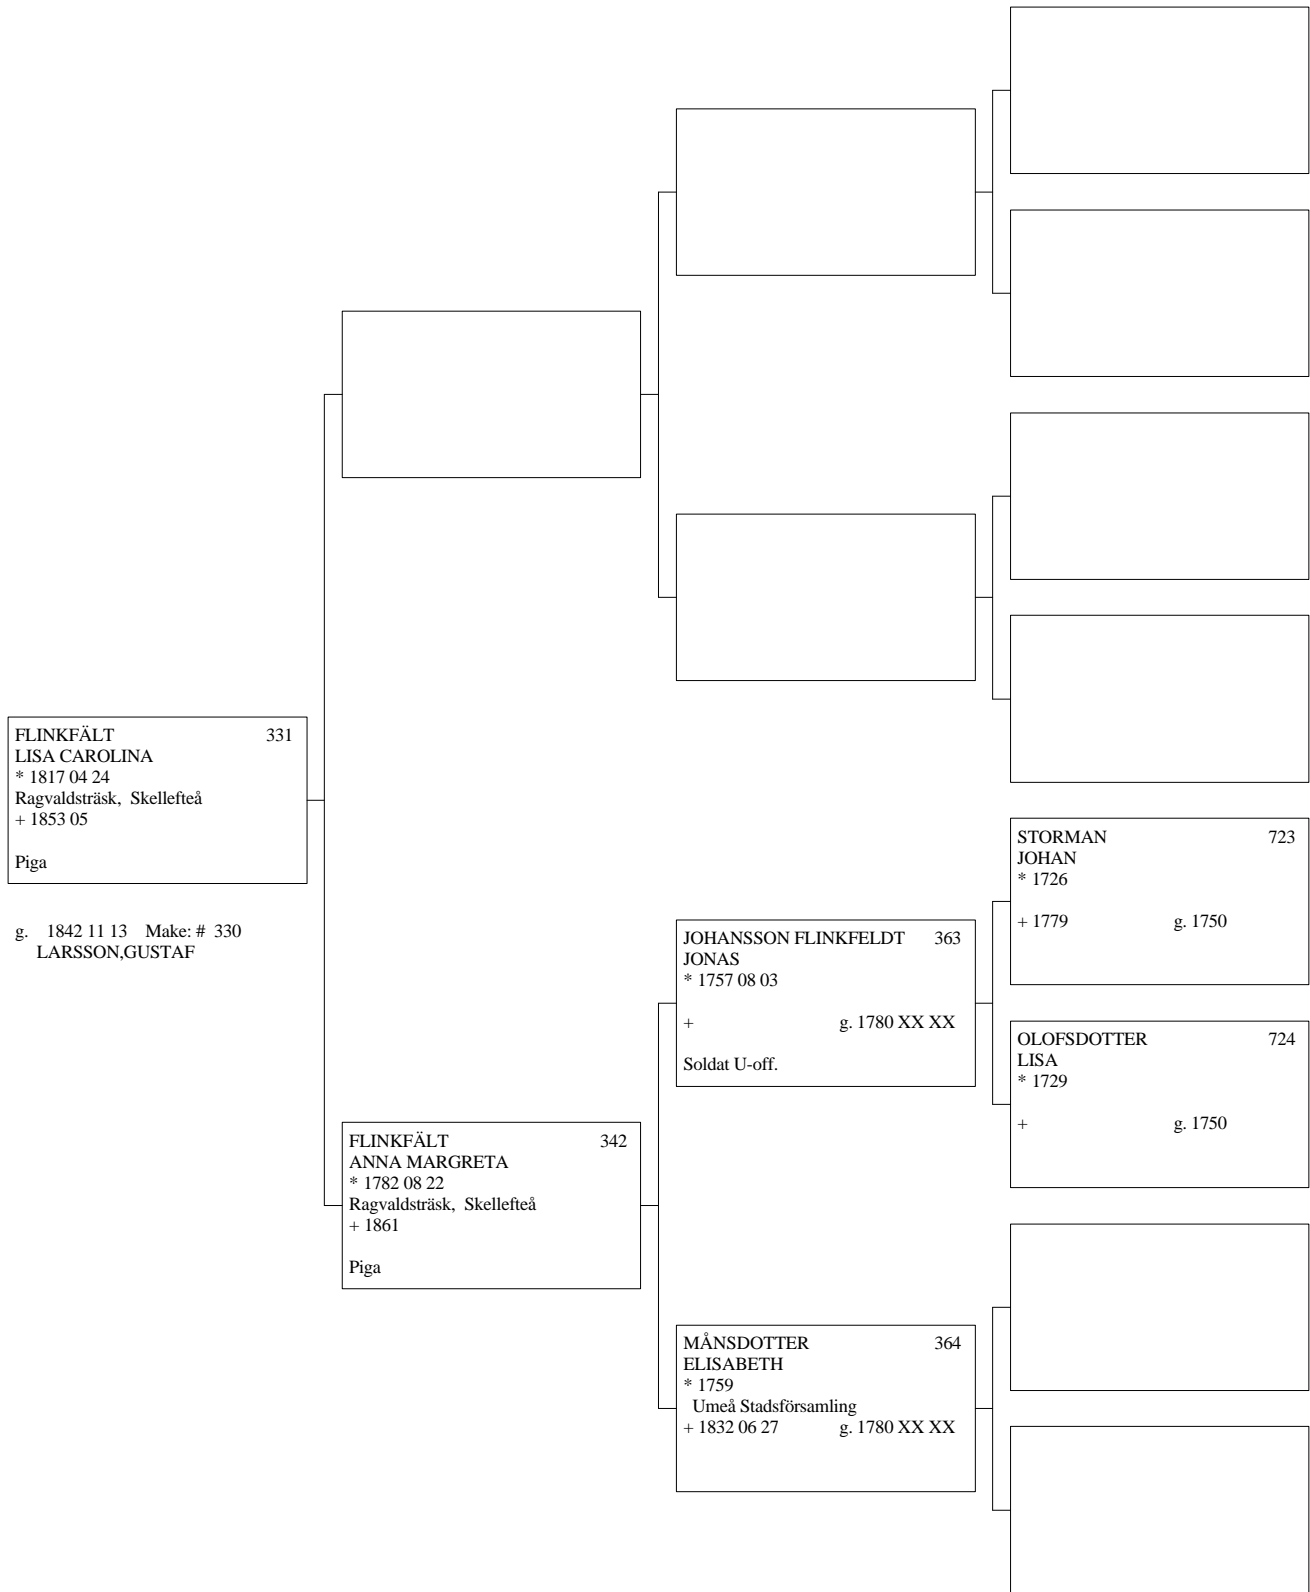 FLINKFÄLT 331
LISA CAROLINA
* 1817 04 24
Ragvaldsträsk, Skellefteå
+ 1853 05
Piga
g. 1842 11 13 Make: # 330
LARSSON,GUSTAF
FLINKFÄLT 342
ANNA MARGRETA
* 1782 08 22
Ragvaldsträsk, Skellefteå
+ 1861
Piga
JOHANSSON FLINKFELDT 363
JONAS
* 1757 08 03
+ g. 1780 XX XX
Soldat U-off.
MÅNSDOTTER 364
ELISABETH
* 1759
Umeå Stadsförsamling
+ 1832 06 27 g. 1780 XX XX
STORMAN 723
JOHAN
* 1726
+ 1779 g. 1750
OLOFSDOTTER 724
LISA
* 1729
+ g. 1750